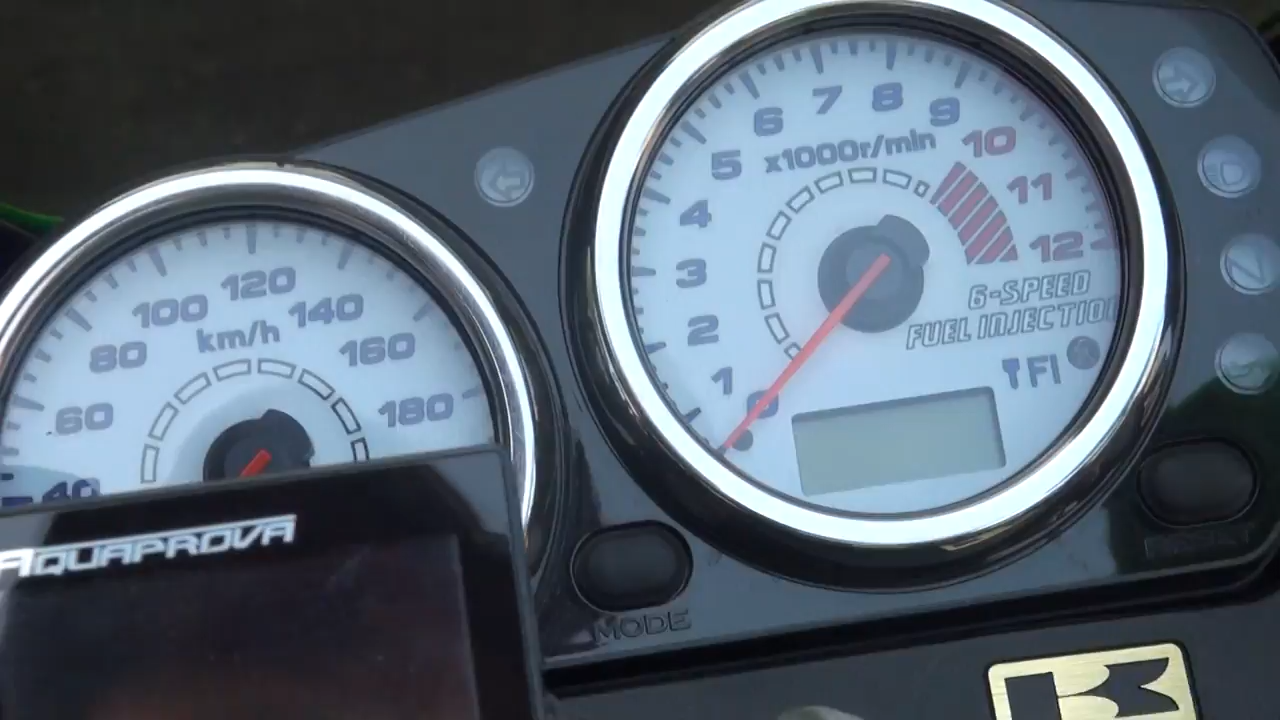 40
60
80
100
120
140
160
180
km/h
AQUAPROVA
0
1
2
3
4
5
6
7
8
9
10
11
12
x1000r/min
6-SPEED
FUEL INJECTION
FI
N
MODE
K